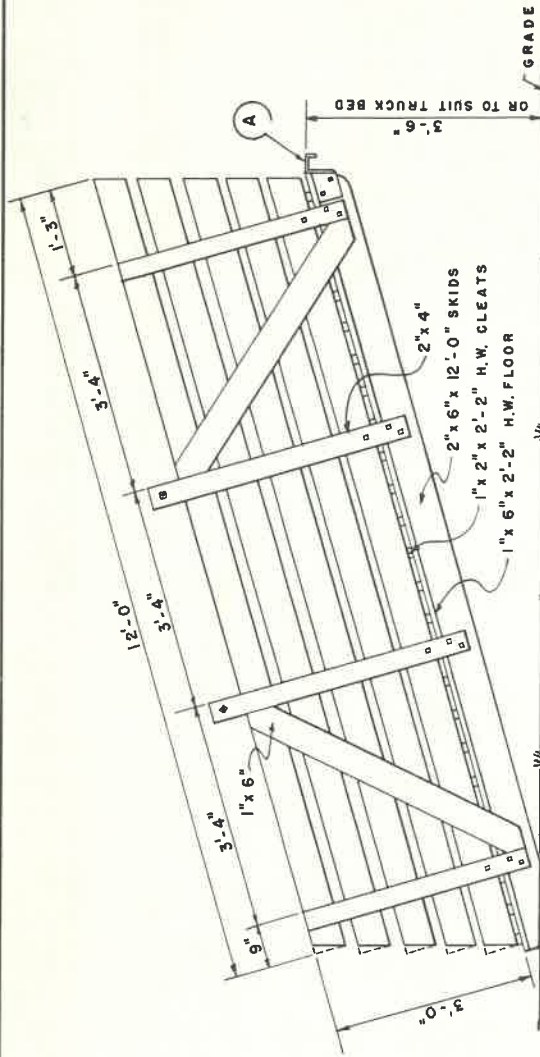 1'-3"
3'-4"
12'-0"
3'-4"
3'-4"
9"
1"x 6"
3'-0"
A
3'-6"
OR TO SUIT TRUCK BED
GRADE
2"x 4"
2"x 6"x 12'-0" SKIDS
1"x 2"x 2'-2" H.W. CLEATS
1"x 6"x 2'-2" H.W. FLOOR